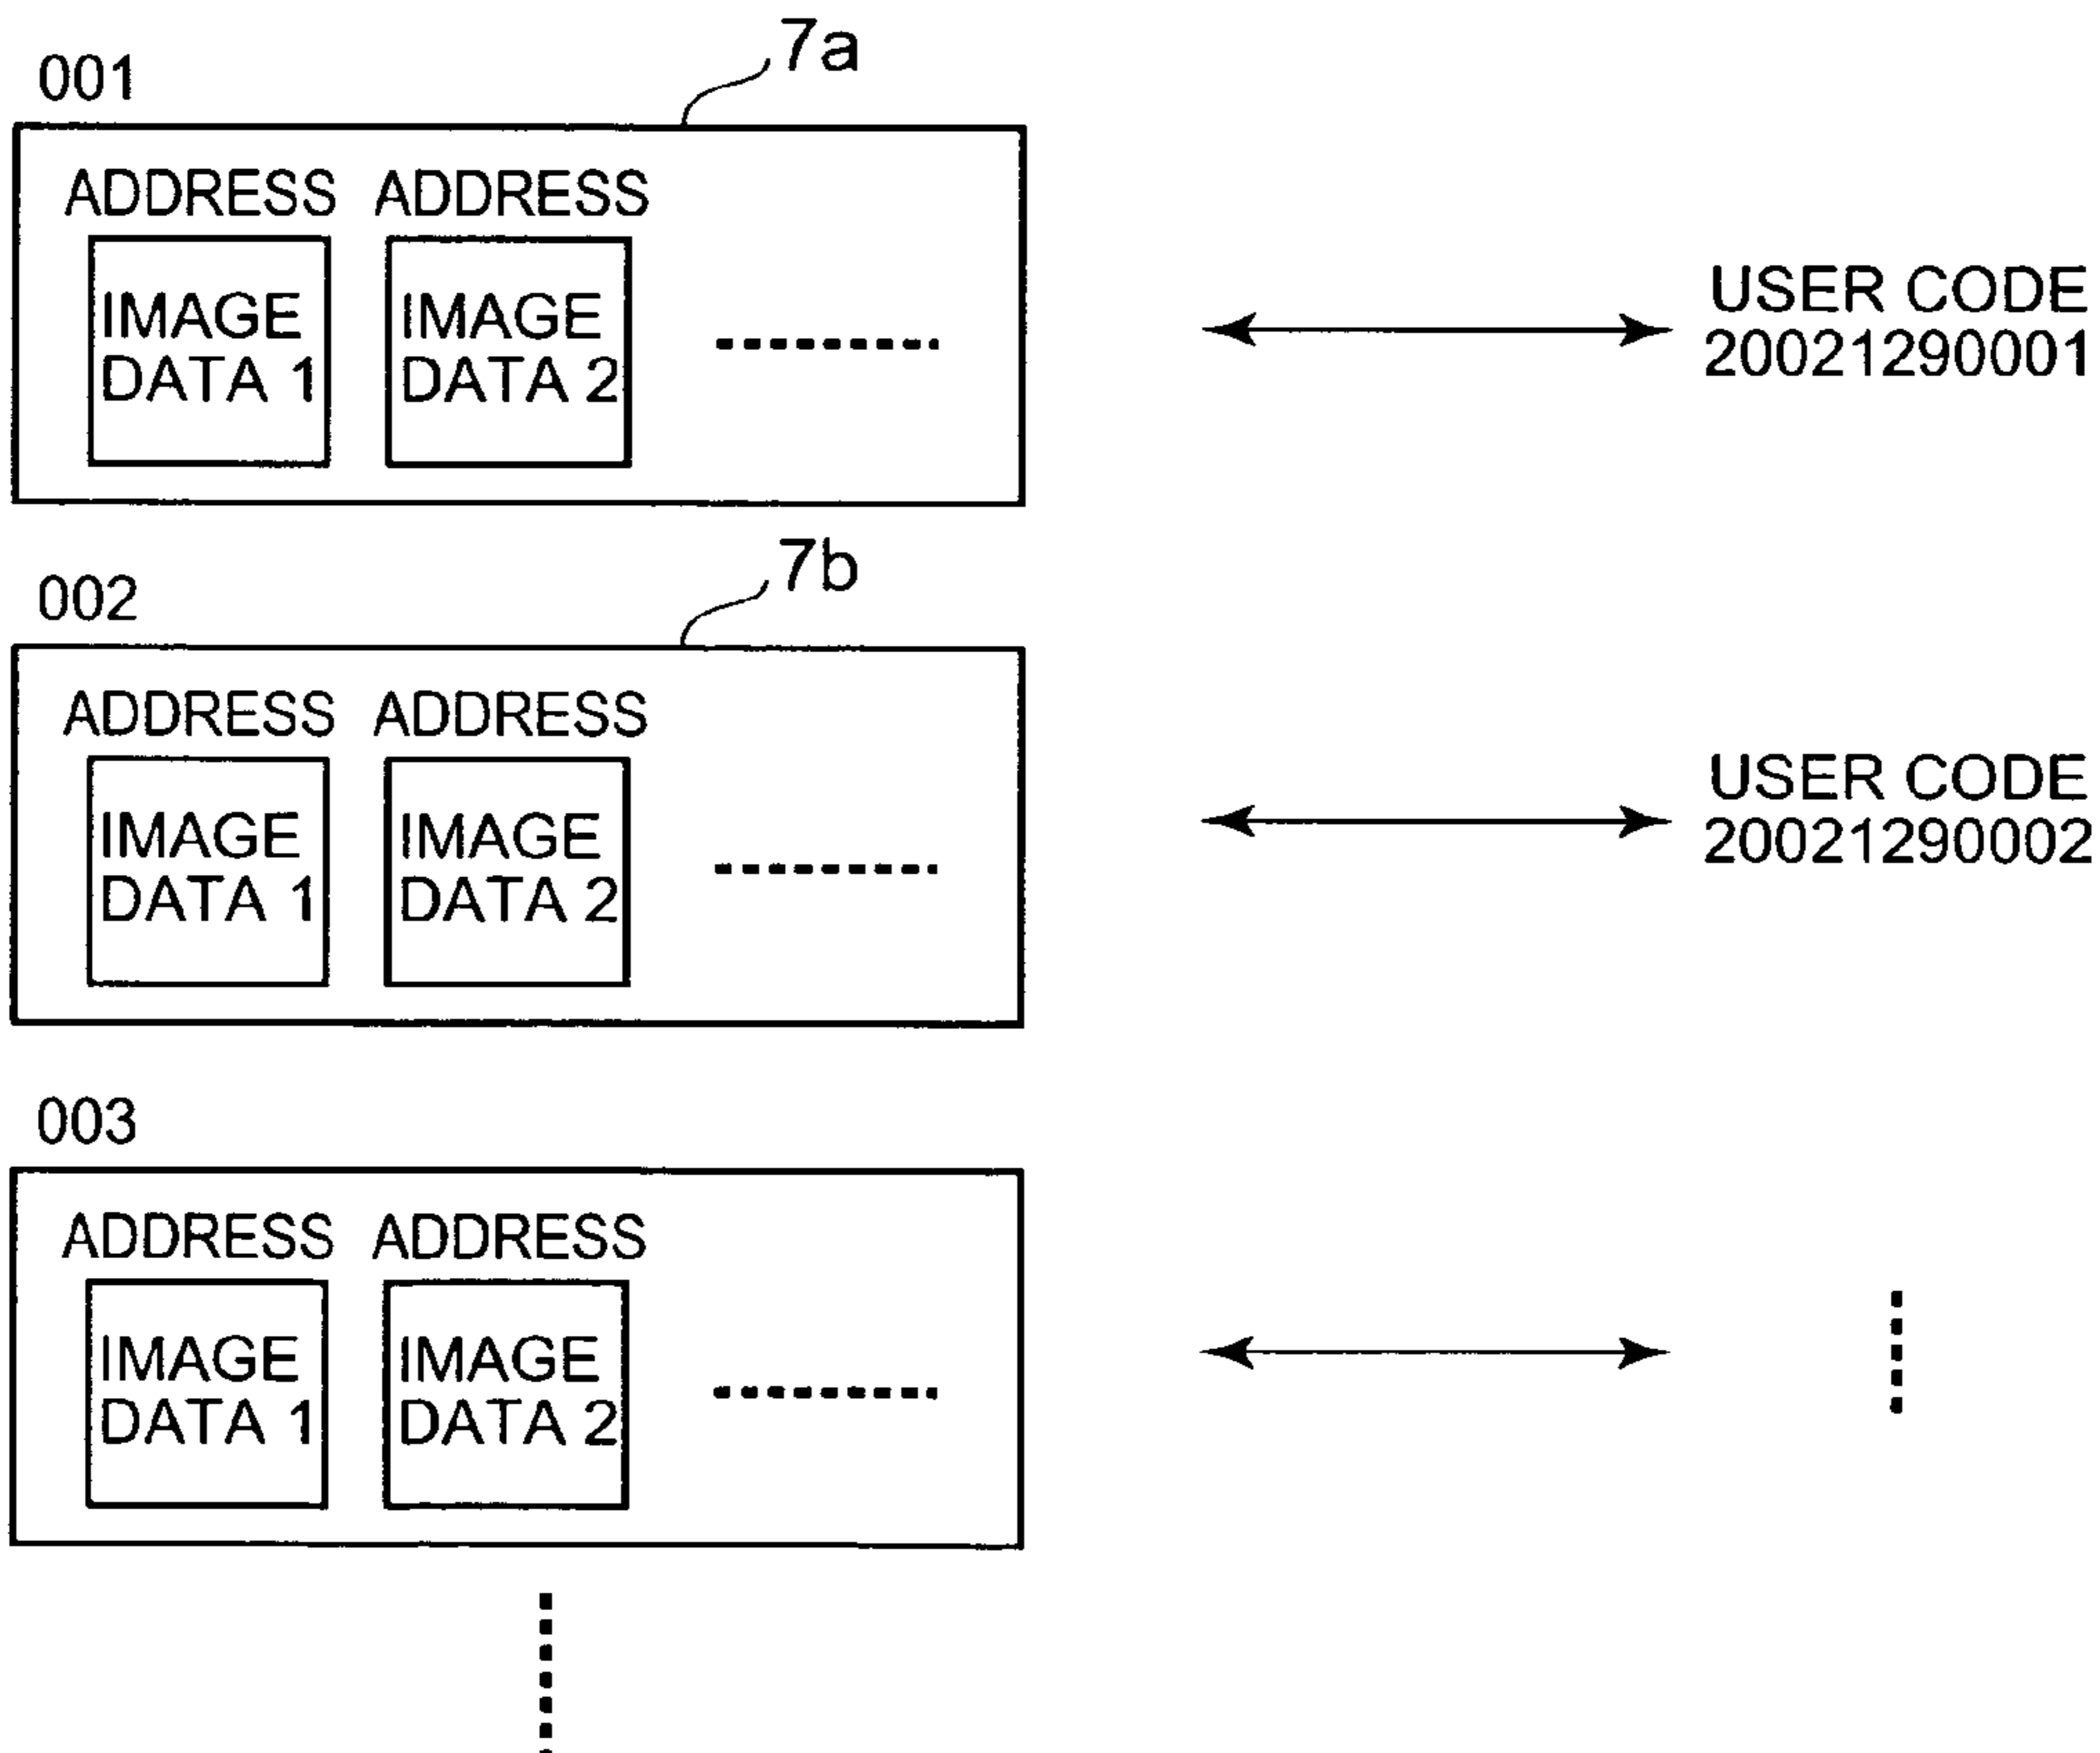 7a
001
ADDRESS ADDRESS
IMAGE DATA 1
IMAGE DATA 2
USER CODE
20021290001
7b
002
ADDRESS ADDRESS
IMAGE DATA 1
IMAGE DATA 2
USER CODE
20021290002
003
ADDRESS ADDRESS
IMAGE DATA 1
IMAGE DATA 2